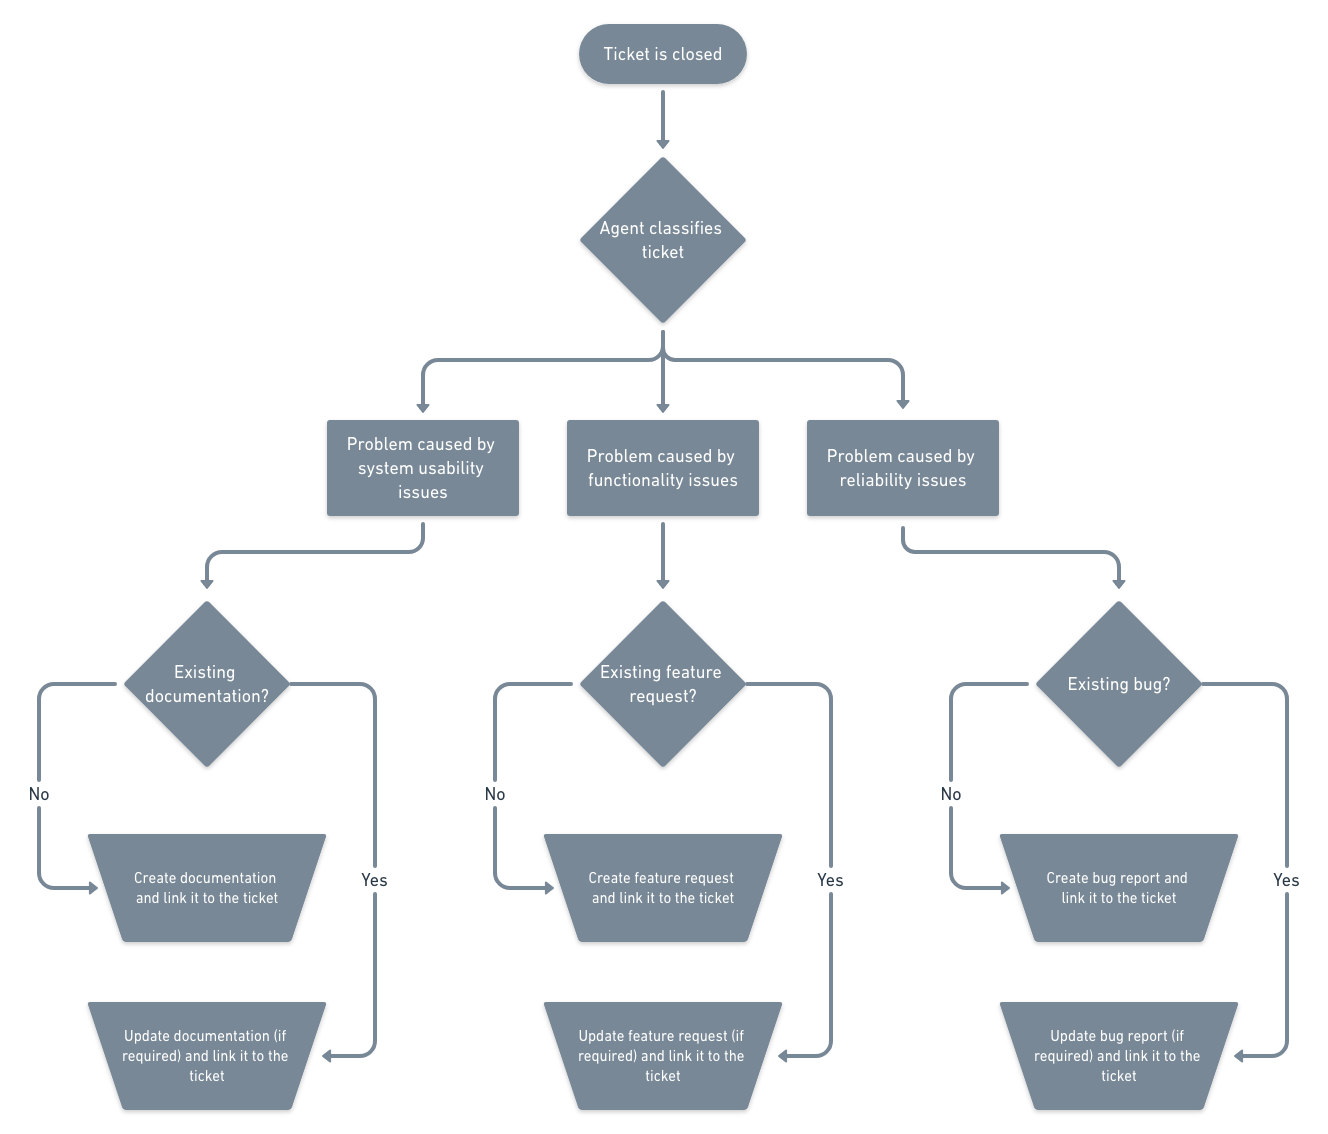 Ticket is closed
Agent classifies
ticket
Problem caused by
system usability
issues
Problem caused by
functionality issues
Problem caused by
reliability issues
Existing
documentation?
Existing feature
request?
Existing bug?
No
No
No
Create documentation
and link it to the ticket
Yes
Create feature request
and link it to the ticket
Yes
Create bug report and
link it to the ticket
Yes
Update documentation (if
required) and link it to the
ticket
Update feature request (if
required) and link it to the
ticket
Update bug report (if
required) and link it to the
ticket